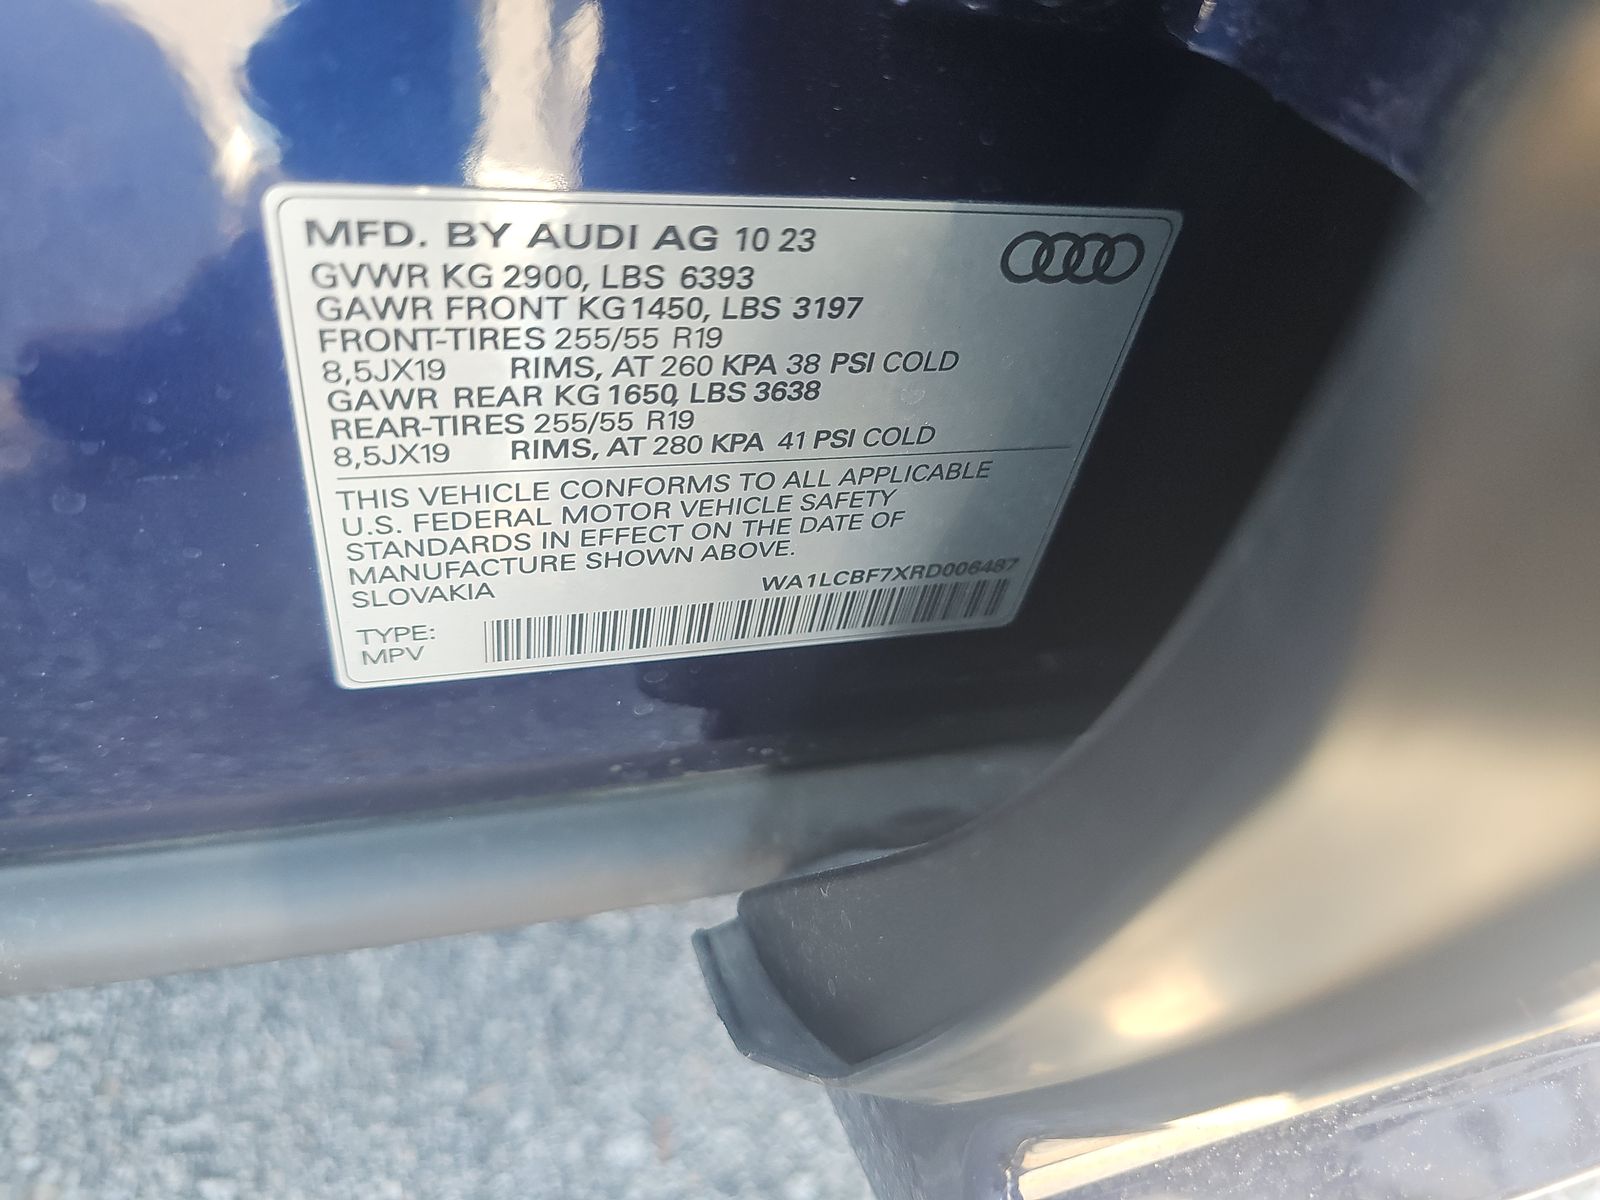 MFD. BY AUDI AG 10 23
GVWR KG 2900, LBS 6393
GAWR FRONT KG 1450, LBS 3197
FRONT-TIRES 255/55 R19
8,5JX19 RIMS, AT 260 KPA 38 PSI COLD
GAWR REAR KG 1650, LBS 3638
REAR-TIRES 255/55 R19
8,5JX19 RIMS, AT 280 KPA 41 PSI COLD
THIS VEHICLE CONFORMS TO ALL APPLICABLE
U.S. FEDERAL MOTOR VEHICLE SAFETY
STANDARDS IN EFFECT ON THE DATE OF
MANUFACTURE SHOWN ABOVE.
SLOVAKIA WA1LCBF7XRD006487
TYPE:
MPV